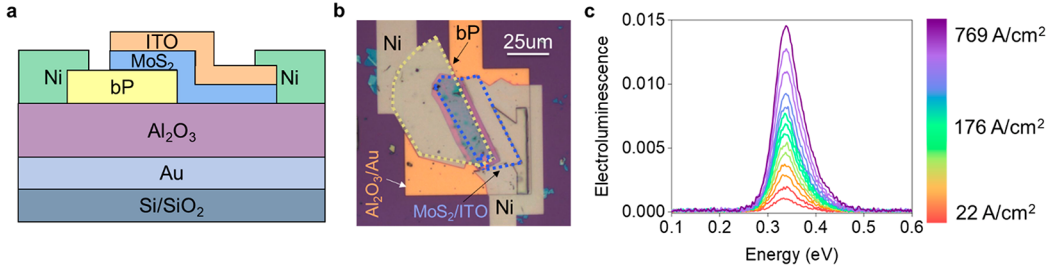 a
ITO
MoS2
Ni
bP
Ni
Al2O3
Au
Si/SiO2
b
Ni
bP
25um
Al2O3/Au
MoS2/ITO
Ni
c
Electroluminescence
0.015
0.010
0.005
0.000
0.1 0.2 0.3 0.4 0.5 0.6
Energy (eV)
769 A/cm2
176 A/cm2
22 A/cm2